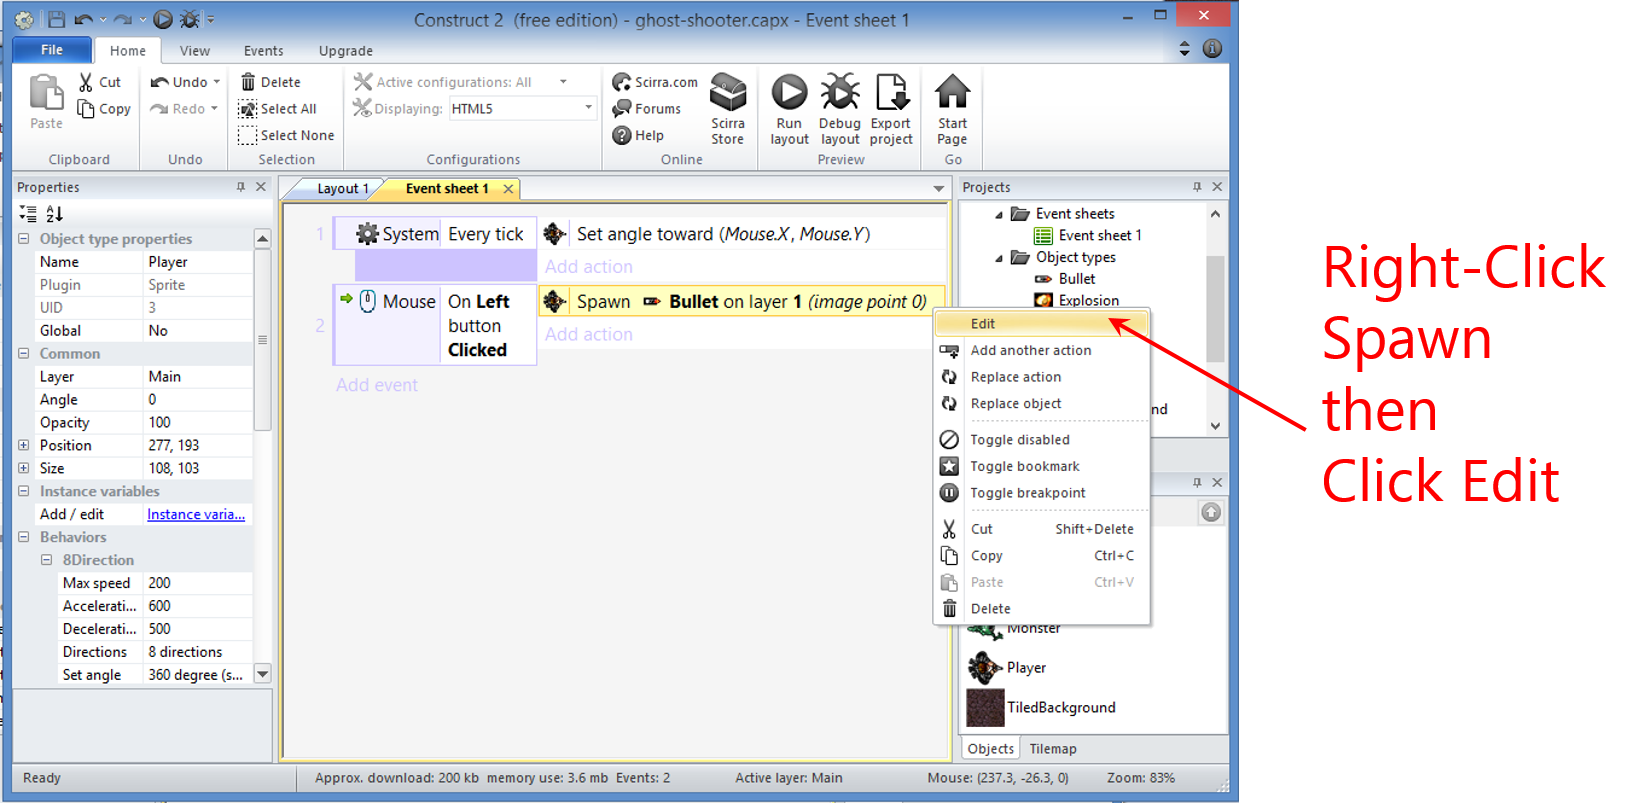 Construct 2 (free edition) - ghost-shooter.capx - Event sheet 1
File Home View Events Upgrade
Paste
Cut
Copy
Clipboard
Undo
Redo
Undo
Delete
Select All
Select None
Selection
Active configurations: All
Displaying: HTML5
Configurations
Scirra.com
Forums
Help
Scirra
Store
Online
Run
layout
Debug
layout
Export
project
Preview
Start
Page
Go
Properties
Object type properties
Name Player
Plugin Sprite
UID 3
Global No
Common
Layer Main
Angle 0
Opacity 100
Position 277, 193
Size 108, 103
Instance variables
Add / edit Instance varia...
Behaviors
8Direction
Max speed 200
Accelerati... 600
Decelerati... 500
Directions 8 directions
Set angle 360 degree (s...
Layout 1 Event sheet 1
1 System Every tick Set angle toward (Mouse.X, Mouse.Y)
Add action
2 Mouse On Left
button
Clicked
Spawn Bullet on layer 1 (image point 0)
Add action
Add event
Projects
Event sheets
Event sheet 1
Object types
Bullet
Explosion
Edit
Add another action
Replace action
Replace object
Toggle disabled
Toggle bookmark
Toggle breakpoint
Cut Shift+Delete
Copy Ctrl+C
Paste Ctrl+V
Delete
nd
Monster
Player
TiledBackground
Objects Tilemap
Ready Approx. download: 200 kb memory use: 3.6 mb Events: 2 Active layer: Main Mouse: (237.3, -26.3, 0) Zoom: 83%
Right-Click
Spawn
then
Click Edit